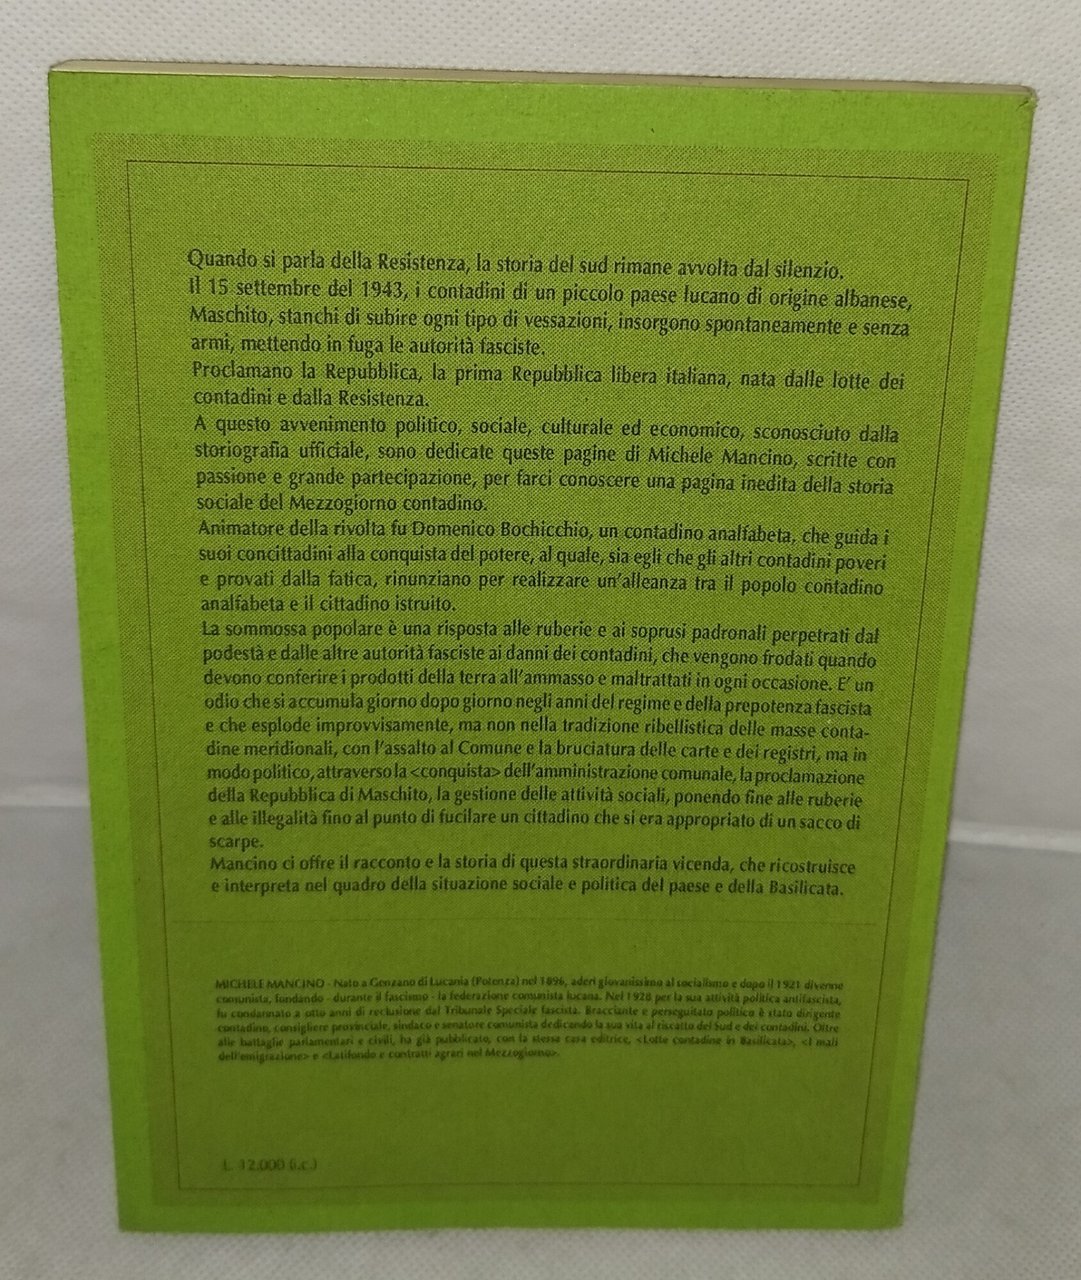 Quando si parla della Resistenza, la storia del sud rimane avvolta dal silenzio.
Il 15 settembre del 1943, i contadini di un piccolo paese lucano di origine albanese,
Maschito, stanchi di subire ogni tipo di vessazioni, insorgono spontaneamente e senza
armi, mettendo in fuga le autorità fasciste.
Proclamano la Repubblica, la prima Repubblica libera italiana, nata dalle lotte dei
contadini e dalla Resistenza.
A questo avvenimento politico, sociale, culturale ed economico, sconosciuto dalla
storiografia ufficiale, sono dedicate queste pagine di Michele Mancino, scritte con
passione e grande partecipazione, per farci conoscere una pagina inedita della storia
sociale del Mezzogiorno contadino.
Animatore della rivolta fu Domenico Bochicchio, un contadino analfabeta, che guida i
suoi concittadini alla conquista del potere, al quale, sia egli che gli altri contadini poveri
e provati dalla fatica, rinunziano per realizzare un'alleanza tra il popolo contadino
analfabeta e il cittadino istruito.
La sommossa popolare è una risposta alle ruberie e ai soprusi padronali perpetrati dal
podestà e dalle altre autorità fasciste ai danni dei contadini, che vengono frodati quando
devono conferire i prodotti della terra all'ammasso e maltrattati in ogni occasione. E' un
odio che si accumula giorno dopo giorno negli anni del regime e della prepotenza fascista
e che esplode improvvisamente, ma non nella tradizione ribellistica delle masse conta-
dine meridionali, con l'assalto al Comune e la bruciatura delle carte e dei registri, ma in
modo politico, attraverso la <conquista> dell'amministrazione comunale, la proclamazione
della Repubblica di Maschito, la gestione delle attività sociali, ponendo fine alle ruberie
e alle illegalità fino al punto di fucilare un cittadino che si era appropriato di un sacco di
scarpe.
Mancino ci offre il racconto e la storia di questa straordinaria vicenda, che ricostruisce
e interpreta nel quadro della situazione sociale e politica del paese e della Basilicata.
MICHELE MANCINO - Nato a Genzano di Lucania (Potenza) nel 1896, aderì giovanissimo al socialismo e dopo il 1921 divenne
comunista, fondando - durante il fascismo - la federazione comunista lucana. Nel 1928 per la sua attività politica antifascista,
fu condannato a otto anni di reclusione dal Tribunale Speciale fascista. Bracciante e perseguitato politico è stato dirigente
contadino, consigliere provinciale, sindaco e senatore comunista dedicando la sua vita al riscatto del Sud e dei contadini. Oltre
alle battaglie parlamentari e civili, ha già pubblicato, con la stessa casa editrice, <Lotte contadine in Basilicata>, <I mali
dell'emigrazione> e <Latifondo e contratti agrari nel Mezzogiorno>.
L. 12.000 (i.c.)